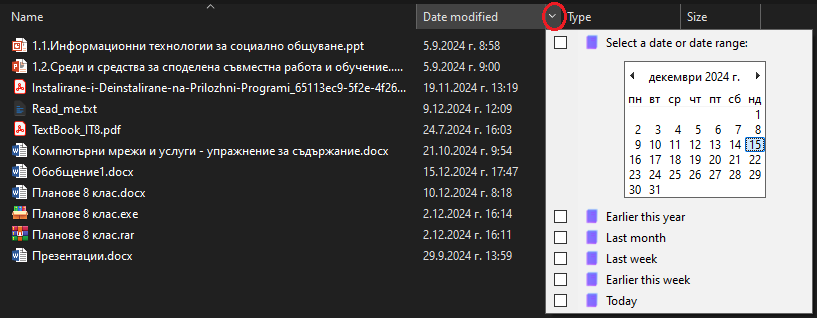 Name Date modified Type Size
1.1.Информационни технологии за социално общуване.ppt 5.9.2024 г. 8:58
1.2.Среди и средства за споделена съвместна работа и обучение..... 5.9.2024 г. 9:00
Instalirane-i-Deinstalirane-na-Prilozhni-Programi_65113ec9-5f2e-4f26... 19.11.2024 г. 13:19
Read_me.txt 9.12.2024 г. 12:09
TextBook_IT8.pdf 24.7.2024 г. 16:03
Компютърни мрежи и услуги - упражнение за съдържание.docx 21.10.2024 г. 9:54
Обобщение1.docx 15.12.2024 г. 17:47
Планове 8 клас.docx 10.12.2024 г. 8:18
Планове 8 клас.exe 2.12.2024 г. 16:14
Планове 8 клас.rar 2.12.2024 г. 16:11
Презентации.docx 29.9.2024 г. 13:59
Select a date or date range:
декември 2024 г.
пн вт ср чт пт сб нд
1
2 3 4 5 6 7 8
9 10 11 12 13 14 15
16 17 18 19 20 21 22
23 24 25 26 27 28 29
30 31
Earlier this year
Last month
Last week
Earlier this week
Today